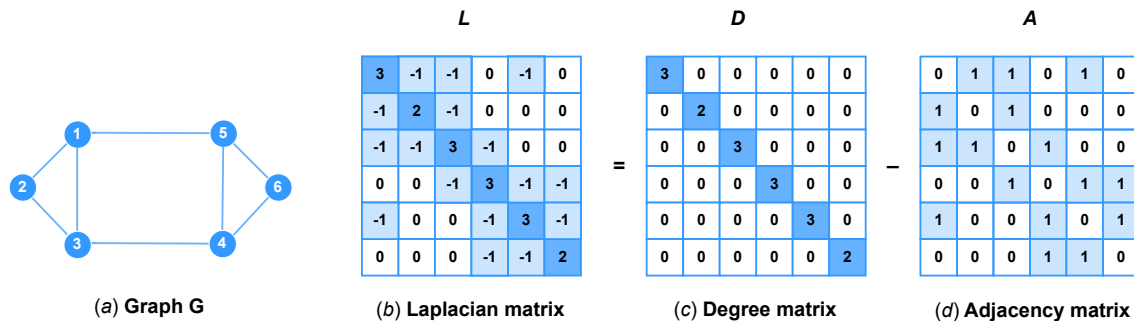 L D A
3 -1 -1 0 -1 0 3 0 0 0 0 0 0 1 1 0 1 0
-1 2 -1 0 0 0 0 2 0 0 0 0 1 0 1 0 0 0
1 5 -1 -1 3 -1 0 0 0 0 3 0 0 0 1 1 0 1 0 0
2 6 = −
0 0 -1 3 -1 -1 0 0 0 3 0 0 0 0 1 0 1 1
3 4 -1 0 0 -1 3 -1 0 0 0 0 3 0 1 0 0 1 0 1
0 0 0 -1 -1 2 0 0 0 0 0 2 0 0 0 1 1 0
(a) Graph G (b) Laplacian matrix (c) Degree matrix (d) Adjacency matrix